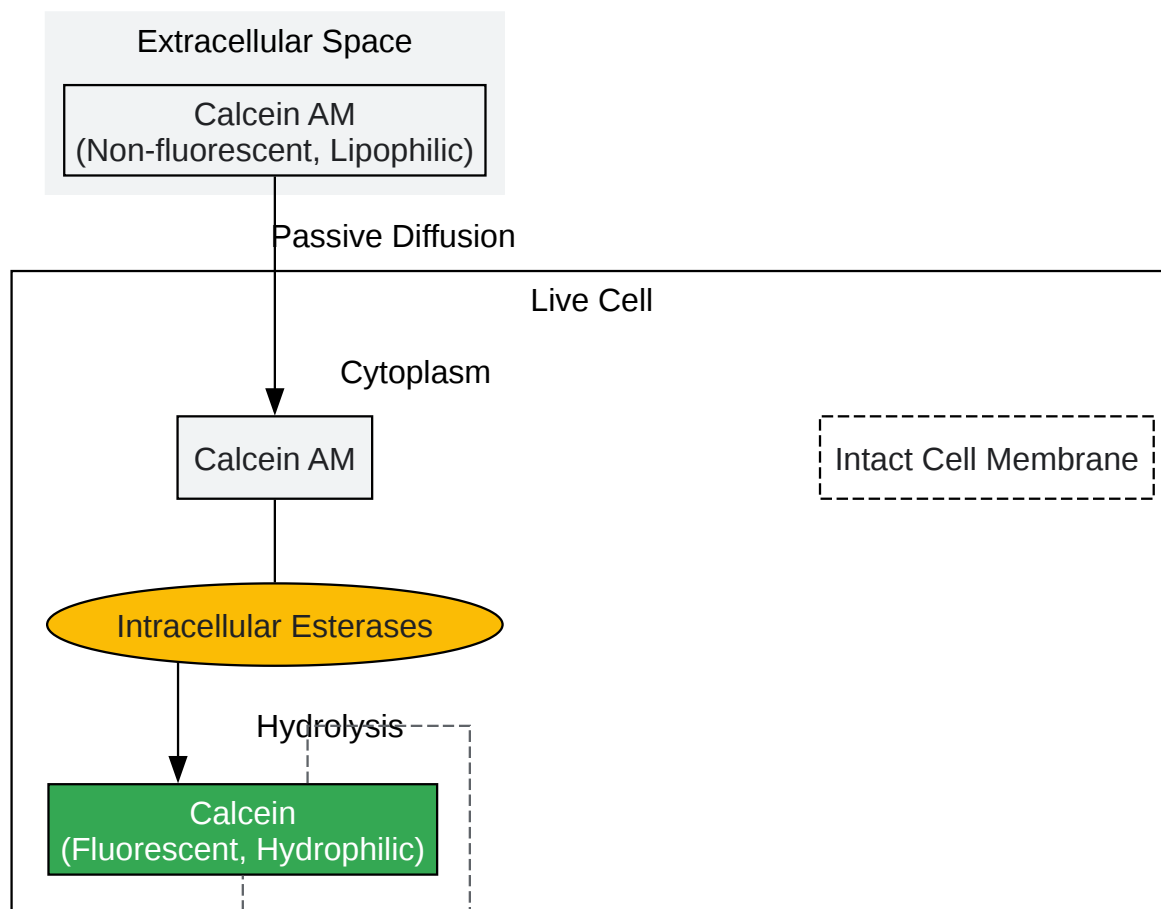 Extracellular Space
Calcein AM
(Non-fluorescent, Lipophilic)
Passive Diffusion
Live Cell
Cytoplasm
Calcein AM
Intact Cell Membrane
Intracellular Esterases
Hydrolysis
Calcein
(Fluorescent, Hydrophilic)